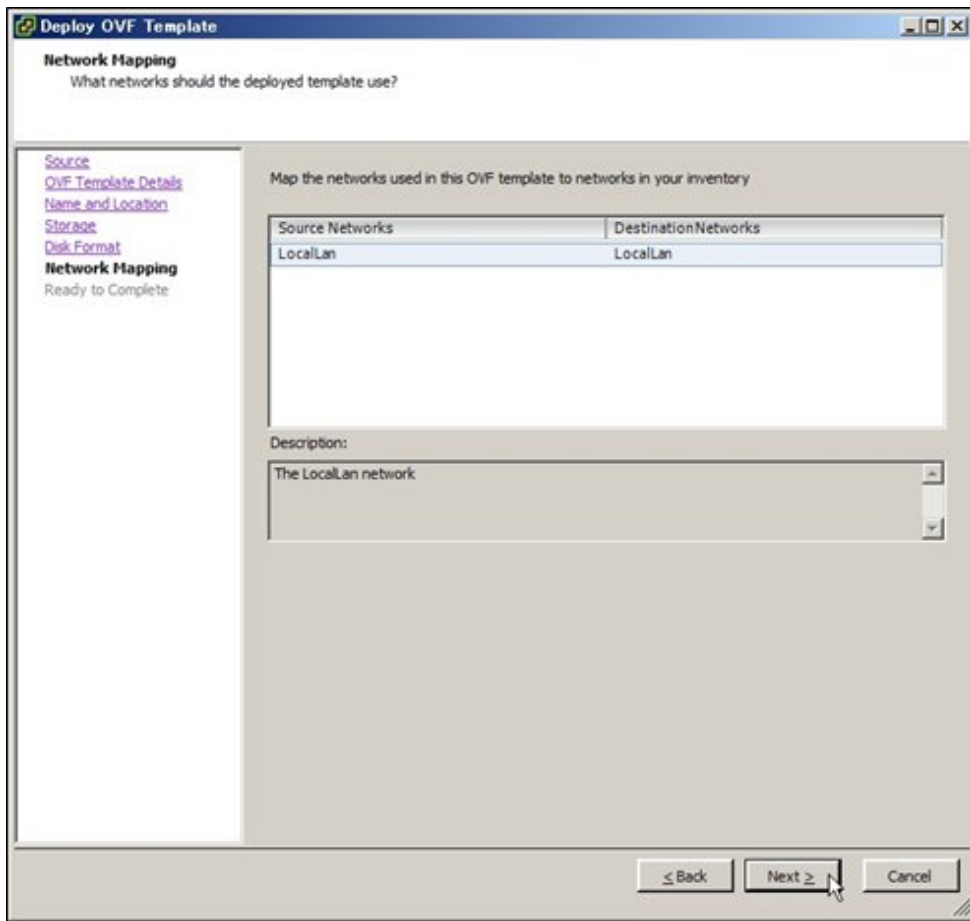 Deploy OVF Template
Network Mapping
What networks should the deployed template use?
Source
OVF Template Details
Name and Location
Storage
Disk Format
Network Mapping
Ready to Complete
Map the networks used in this OVF template to networks in your inventory
Source Networks DestinationNetworks
LocalLan LocalLan
Description:
The LocalLan network
< Back Next > Cancel